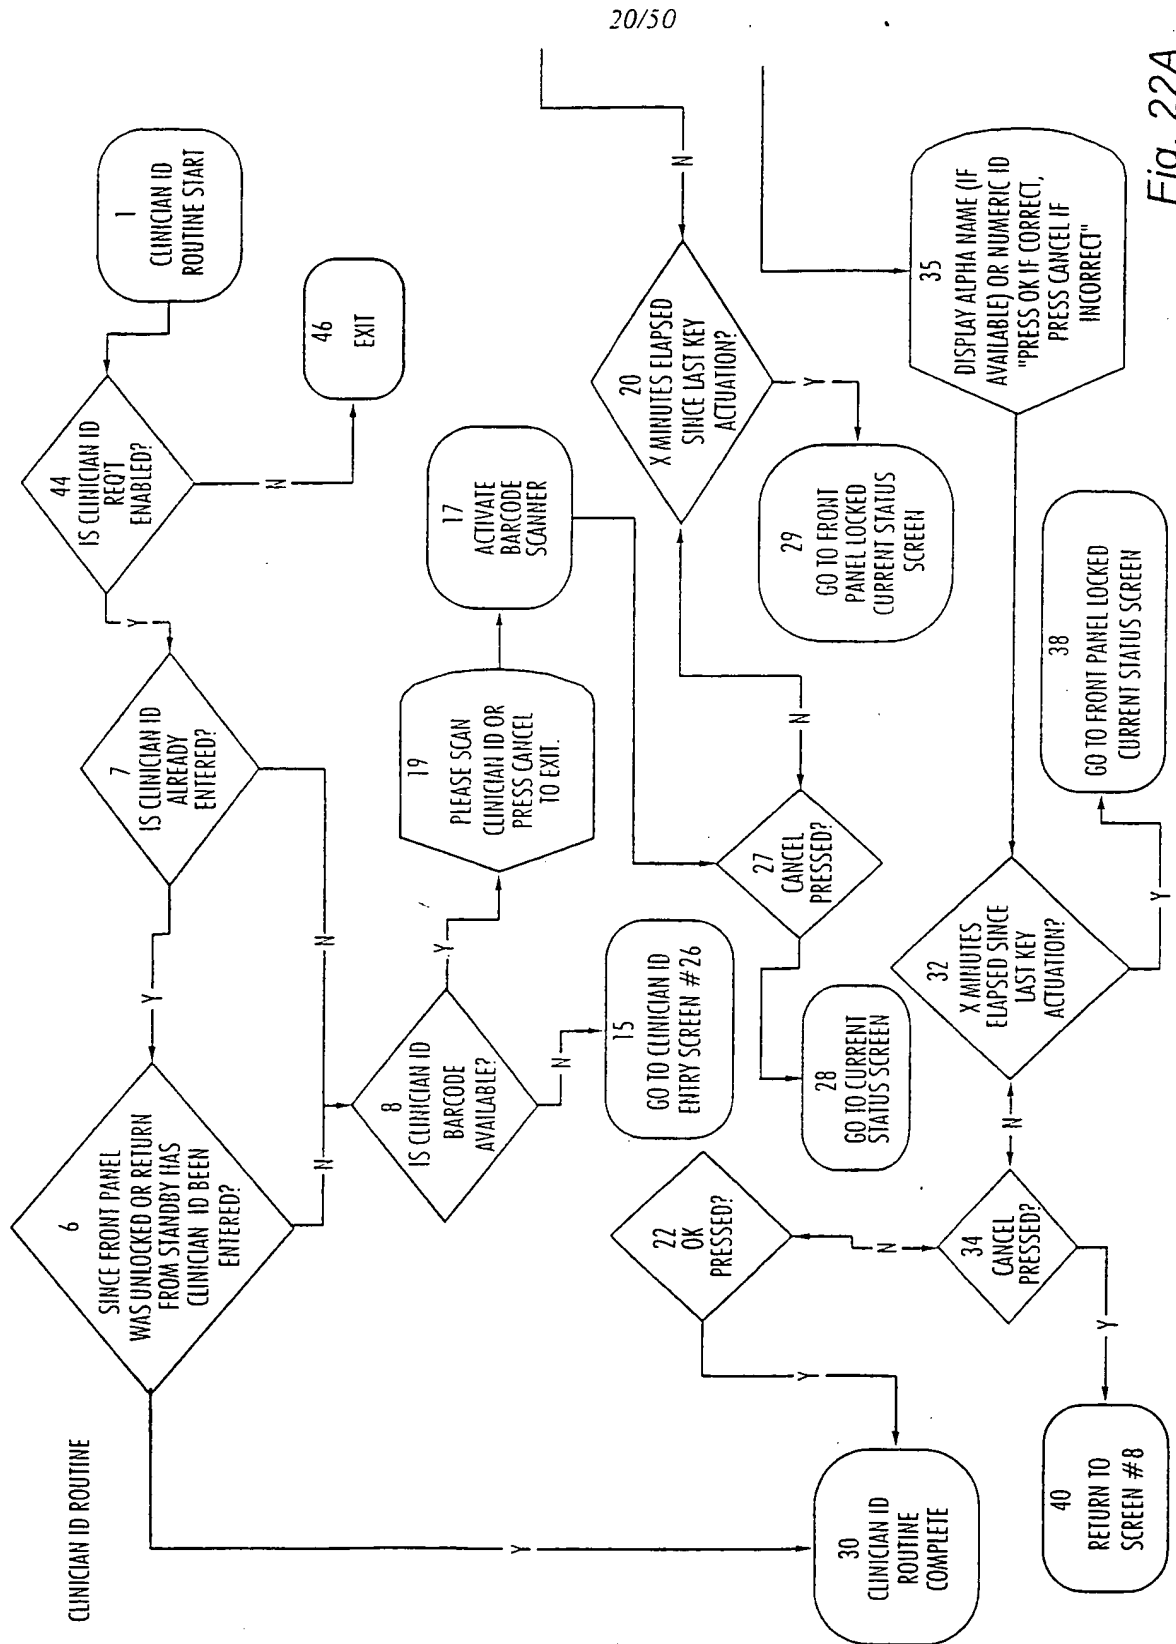 20/50
CLINICIAN ID ROUTINE
1
CLINICIAN ID
ROUTINE START
44
IS CLINICIAN ID
REQ'T
ENABLED?
N
46
EXIT
Y
7
IS CLINICIAN ID
ALREADY
ENTERED?
N
Y
6
SINCE FRONT PANEL
WAS UNLOCKED OR RETURN
FROM STANDBY HAS
CLINICIAN ID BEEN
ENTERED?
N
Y
8
IS CLINICIAN ID
BARCODE
AVAILABLE?
Y
N
19
PLEASE SCAN
CLINICIAN ID OR
PRESS CANCEL
TO EXIT.
17
ACTIVATE
BARCODE
SCANNER
15
GO TO CLINICIAN ID
ENTRY SCREEN #26
27
CANCEL
PRESSED?
N
28
GO TO CURRENT
STATUS SCREEN
20
X MINUTES ELAPSED
SINCE LAST KEY
ACTUATION?
N
Y
29
GO TO FRONT
PANEL LOCKED
CURRENT STATUS
SCREEN
35
DISPLAY ALPHA NAME (IF
AVAILABLE) OR NUMERIC ID
"PRESS OK IF CORRECT,
PRESS CANCEL IF
INCORRECT"
32
X MINUTES
ELAPSED SINCE
LAST KEY
ACTUATION?
Y
38
GO TO FRONT PANEL LOCKED
CURRENT STATUS SCREEN
N
34
CANCEL
PRESSED?
N
Y
22
OK
PRESSED?
Y
30
CLINICIAN ID
ROUTINE
COMPLETE
40
RETURN TO
SCREEN #8
Fig. 22A